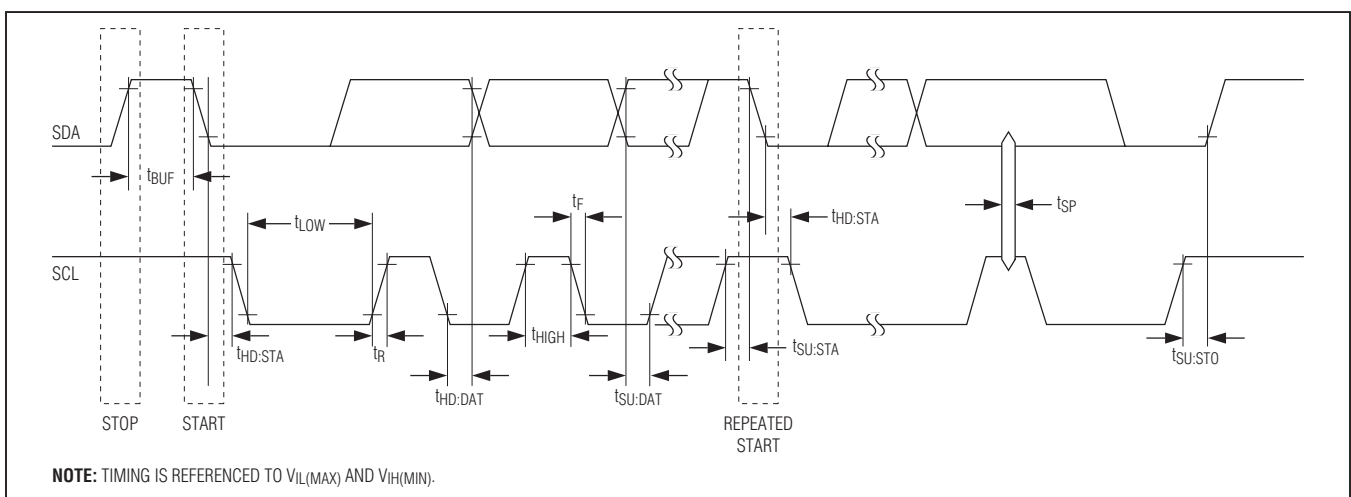 SDA
tBUF
tLOW
tF
tHD:STA
tSP
SCL
tHD:STA
tR
tHIGH
tSU:STA
tSU:STO
tHD:DAT
tSU:DAT
STOP
START
REPEATED
START
NOTE: TIMING IS REFERENCED TO VIL(MAX) AND VIH(MIN).